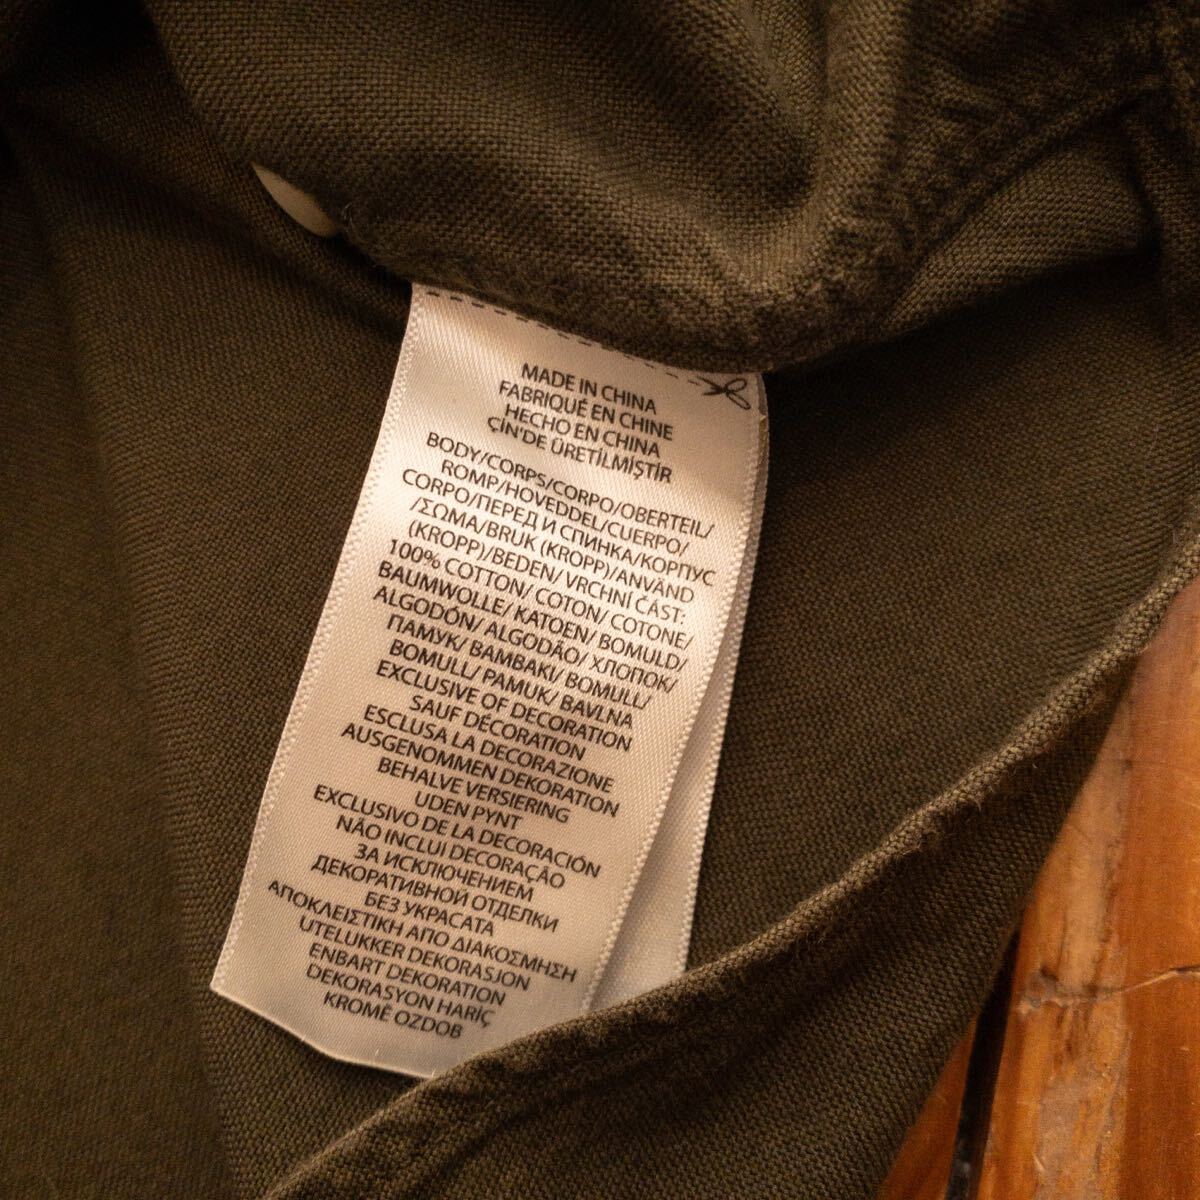 MADE IN CHINA
FABRIQUÉ EN CHINE
HECHO EN CHINA
ÇİN'DE ÜRETİLMİŞTİR
BODY/CORPS/CORPO/OBERTEIL/
ROMP/HOVEDDEL/CUERPO/
CORPO/ПЕРЕД И СПИНКА/КОРПУС
/ΣΩΜΑ/BRUK (KROPP)/ANVÄND
(KROPP)/BEDEN/ VRCHNÍ ČÁST:
100% COTTON/ COTON/ COTONE/
BAUMWOLLE/ KATOEN/ BOMULD/
ALGODÓN/ ALGODÃO/ ХЛОПОК/
ПАМУК/ ΒΑΜΒΑΚΙ/ BOMULL/
BOMULL/ PAMUK/ BAVLNA
EXCLUSIVE OF DECORATION
SAUF DÉCORATION
ESCLUSA LA DECORAZIONE
AUSGENOMMEN DEKORATION
BEHALVE VERSIERING
UDEN PYNT
EXCLUSIVO DE LA DECORACIÓN
NÃO INCLUI DECORAÇÃO
ЗА ИСКЛЮЧЕНИЕМ
ДЕКОРАТИВНОЙ ОТДЕЛКИ
БЕЗ УКРАСАТА
ΑΠΟΚΛΕΙΣΤΙΚΗ ΑΠΟ ΔΙΑΚΟΣΜΗΣΗ
UTELUKKER DEKORASJON
ENBART DEKORATION
DEKORASYON HARİÇ
KROMĚ OZDOB